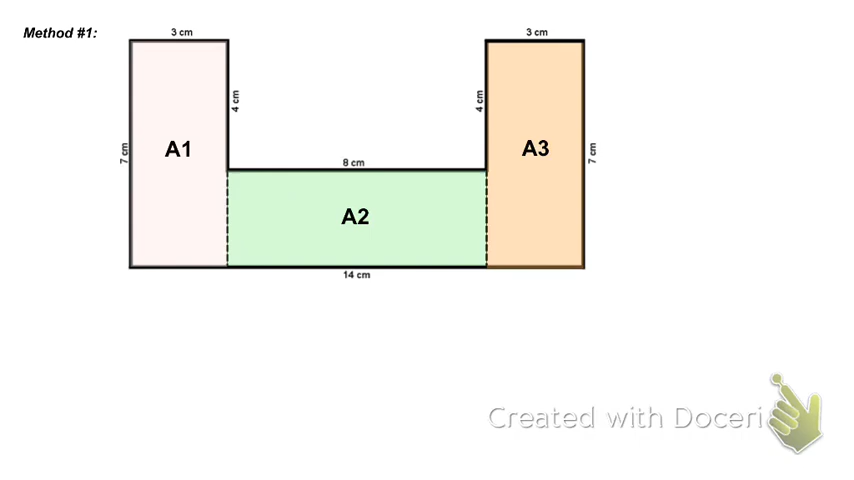 Method #1:
3 cm
3 cm
4 cm
4 cm
7 cm
A1
A3
7 cm
8 cm
A2
14 cm
Created with Doceri